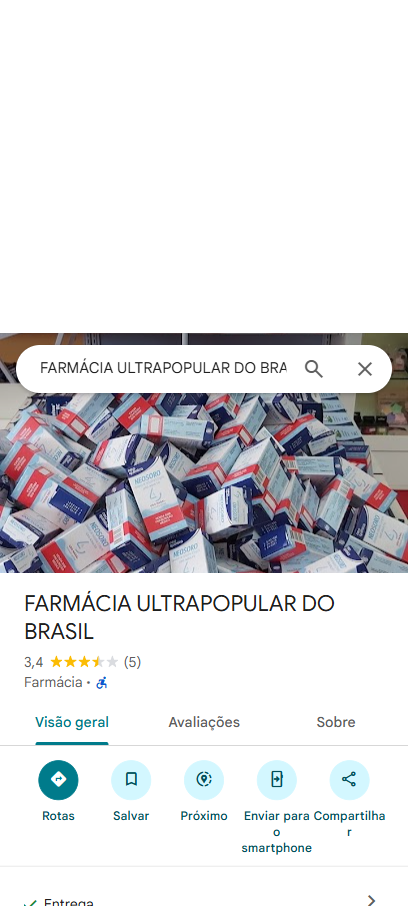 FARMÁCIA ULTRAPOPULAR DO BRA
NEOSORO
FARMÁCIA ULTRAPOPULAR DO
BRASIL
3,4 (5)
Farmácia ·
Visão geral Avaliações Sobre
Rotas Salvar Próximo Enviar para o smartphone Compartilhar
Entrega